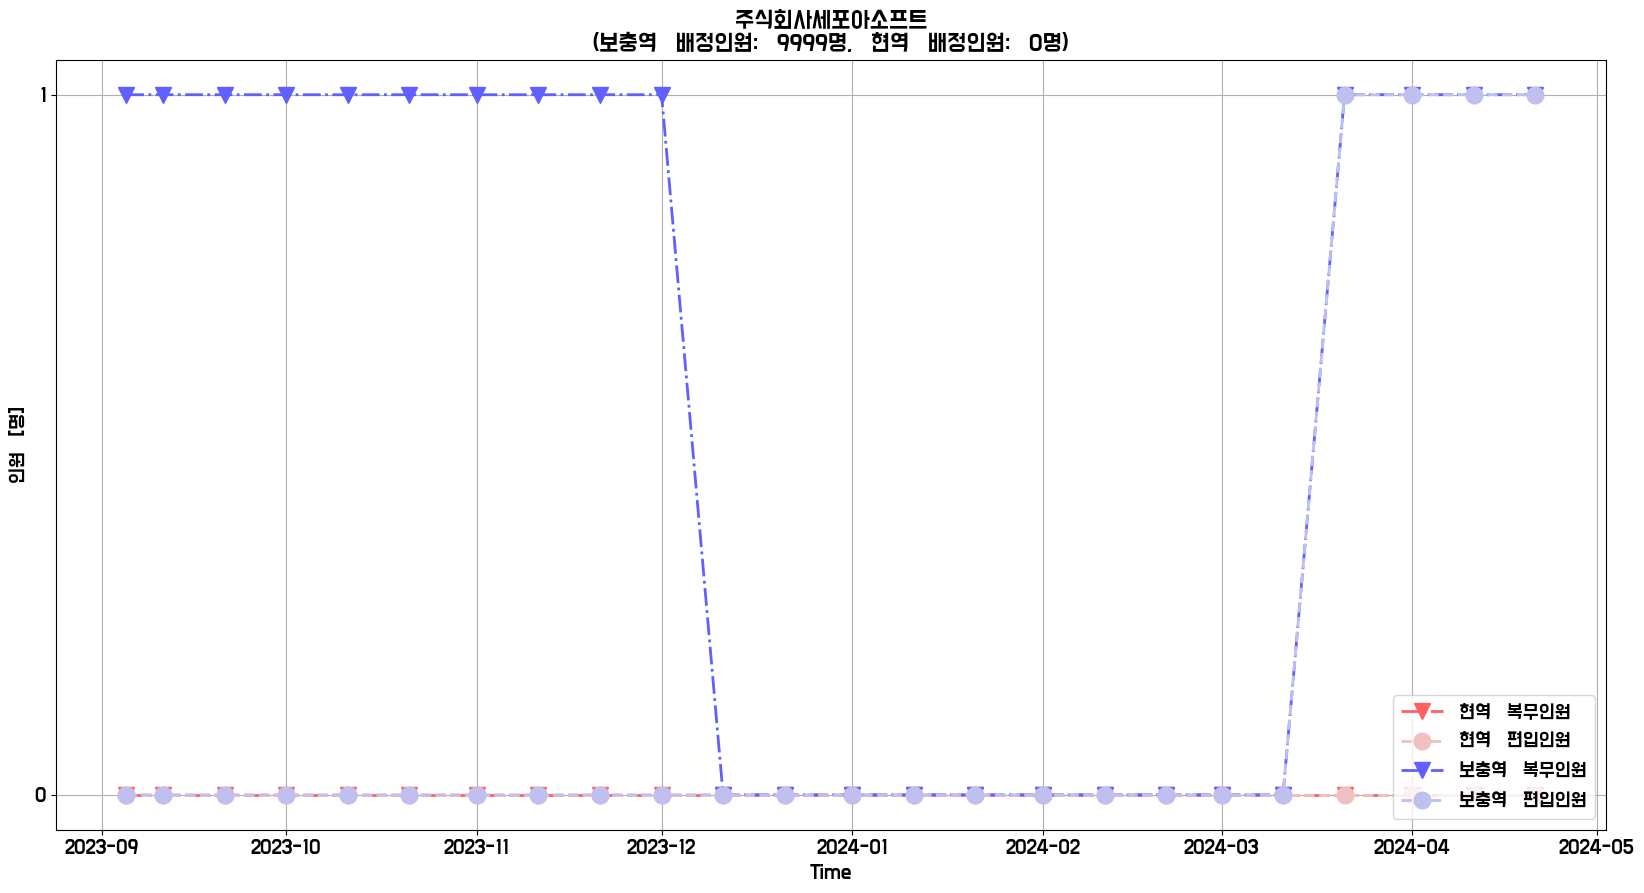 주식회사세포아소프트
(보충역 배정인원: 9999명, 현역 배정인원: 0명)
1
0
인원 [명]
현역 복무인원
현역 편입인원
보충역 복무인원
보충역 편입인원
2023-09 2023-10 2023-11 2023-12 2024-01 2024-02 2024-03 2024-04 2024-05
Time